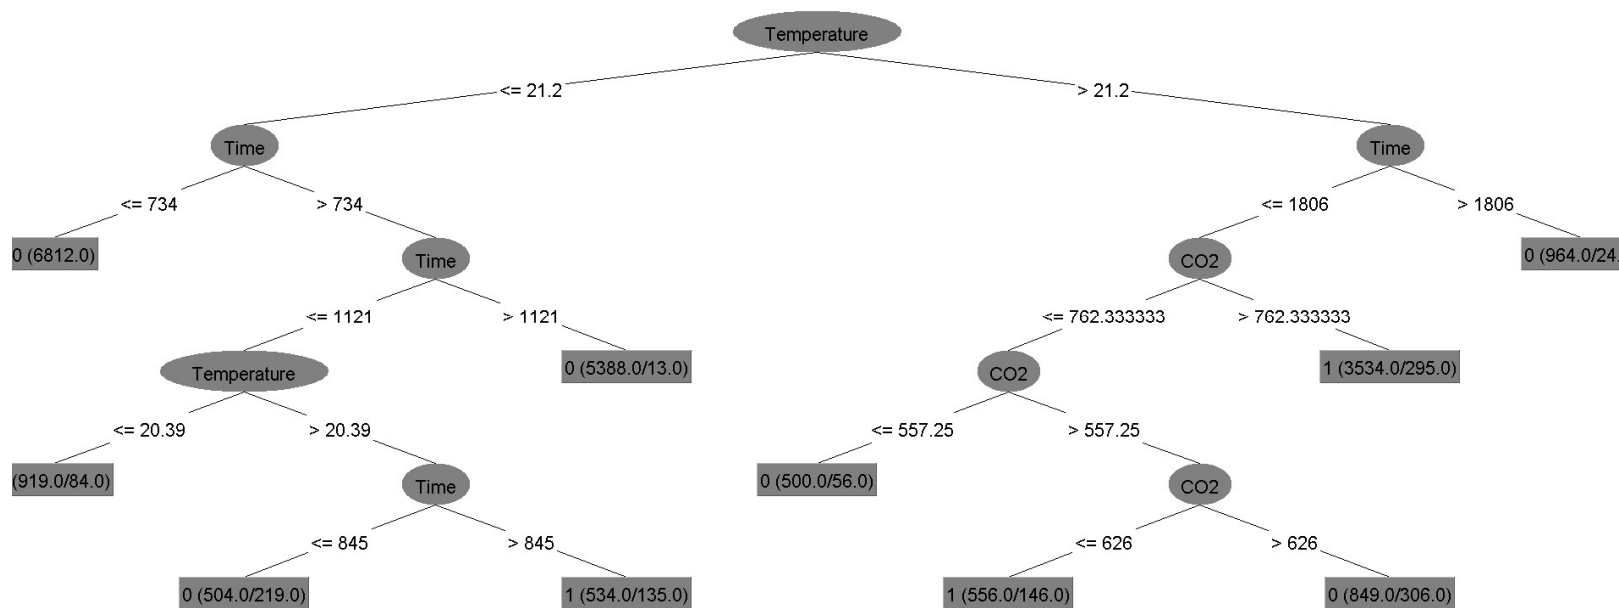 Temperature
<= 21.2 > 21.2
Time Time
<= 734 > 734 <= 1806 > 1806
0 (6812.0) Time CO2 0 (964.0/24.
<= 1121 > 1121 <= 762.333333 > 762.333333
Temperature 0 (5388.0/13.0) CO2 1 (3534.0/295.0)
<= 20.39 > 20.39 <= 557.25 > 557.25
(919.0/84.0) Time 0 (500.0/56.0) CO2
<= 845 > 845 <= 626 > 626
0 (504.0/219.0) 1 (534.0/135.0) 1 (556.0/146.0) 0 (849.0/306.0)